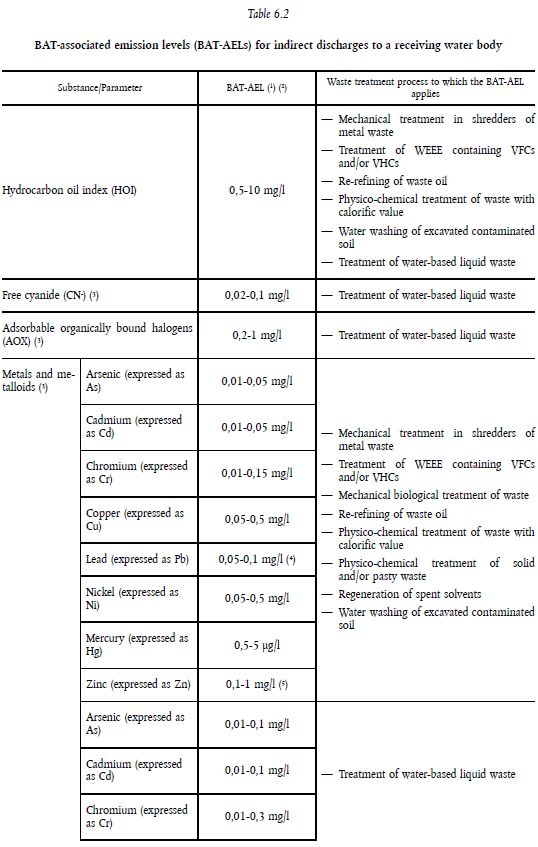 Table 6.2
BAT-associated emission levels (BAT-AELs) for indirect discharges to a receiving water body
Substance/Parameter
BAT-AEL (¹) (²)
Waste treatment process to which the BAT-AEL
applies
Hydrocarbon oil index (HOI)
0,5-10 mg/l
— Mechanical treatment in shredders of
metal waste
— Treatment of WEEE containing VFCs
and/or VHCs
— Re-refining of waste oil
— Physico-chemical treatment of waste with
calorific value
— Water washing of excavated contaminated
soil
— Treatment of water-based liquid waste
Free cyanide (CN-) (³)
0,02-0,1 mg/l
— Treatment of water-based liquid waste
Adsorbable organically bound halogens
(AOX) (³)
0,2-1 mg/l
— Treatment of water-based liquid waste
Metals and me-
talloids (³)
Arsenic (expressed as
As)
0,01-0,05 mg/l
Cadmium (expressed
as Cd)
0,01-0,05 mg/l
Chromium (expressed
as Cr)
0,01-0,15 mg/l
Copper (expressed as
Cu)
0,05-0,5 mg/l
Lead (expressed as Pb)
0,05-0,1 mg/l (⁴)
Nickel (expressed as
Ni)
0,05-0,5 mg/l
Mercury (expressed as
Hg)
0,5-5 µg/l
Zinc (expressed as Zn)
0,1-1 mg/l (⁵)
— Mechanical treatment in shredders of
metal waste
— Treatment of WEEE containing VFCs
and/or VHCs
— Mechanical biological treatment of waste
— Re-refining of waste oil
— Physico-chemical treatment of waste with
calorific value
— Physico-chemical treatment of solid
and/or pasty waste
— Regeneration of spent solvents
— Water washing of excavated contaminated
soil
Arsenic (expressed as
As)
0,01-0,1 mg/l
Cadmium (expressed
as Cd)
0,01-0,1 mg/l
Chromium (expressed
as Cr)
0,01-0,3 mg/l
— Treatment of water-based liquid waste